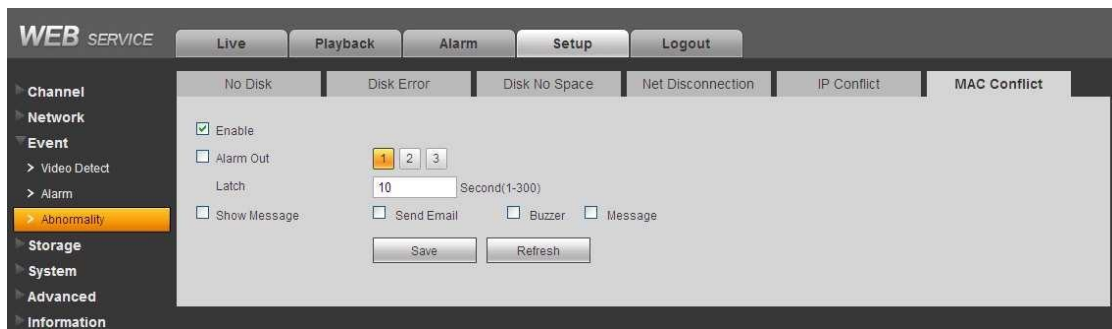 WEB SERVICE
Live Playback Alarm Setup Logout
No Disk Disk Error Disk No Space Net Disconnection IP Conflict MAC Conflict
Channel
Network
Event
> Video Detect
> Alarm
> Abnormality
Storage
System
Advanced
Information
Enable
Alarm Out 1 2 3
Latch 10 Second(1-300)
Show Message Send Email Buzzer Message
Save Refresh